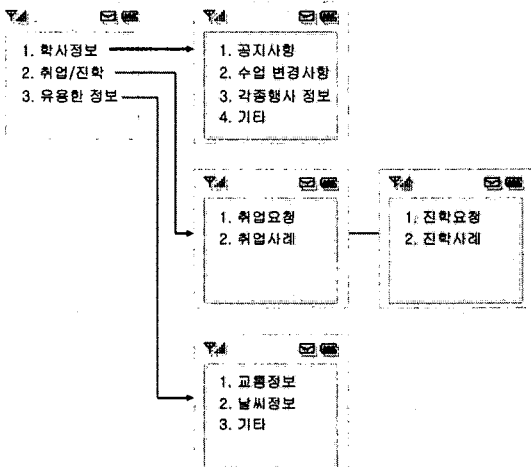 1. 학사정보
2. 취업/진학
3. 유용한 정보
1. 공지사항
2. 수업 변경사항
3. 각종행사 정보
4. 기타
1. 취업요청
2. 취업사례
1. 진학요청
2. 진학사례
1. 교통정보
2. 날씨정보
3. 기타